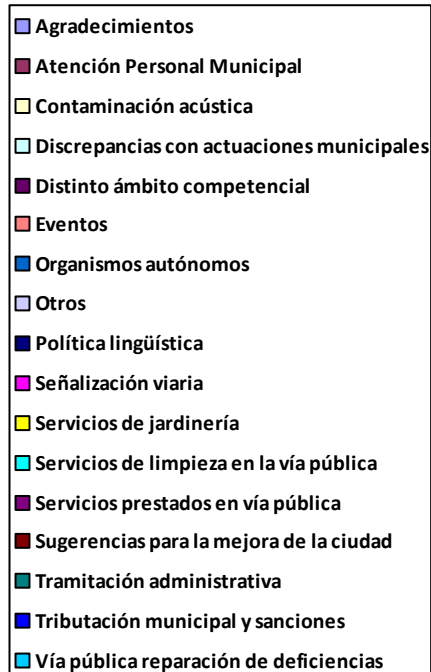 Agradecimientos
Atención Personal Municipal
Contaminación acústica
Discrepancias con actuaciones municipales
Distinto ámbito competencial
Eventos
Organismos autónomos
Otros
Política lingüística
Señalización viaria
Servicios de jardinería
Servicios de limpieza en la vía pública
Servicios prestados en vía pública
Sugerencias para la mejora de la ciudad
Tramitación administrativa
Tributación municipal y sanciones
Vía pública reparación de deficiencias